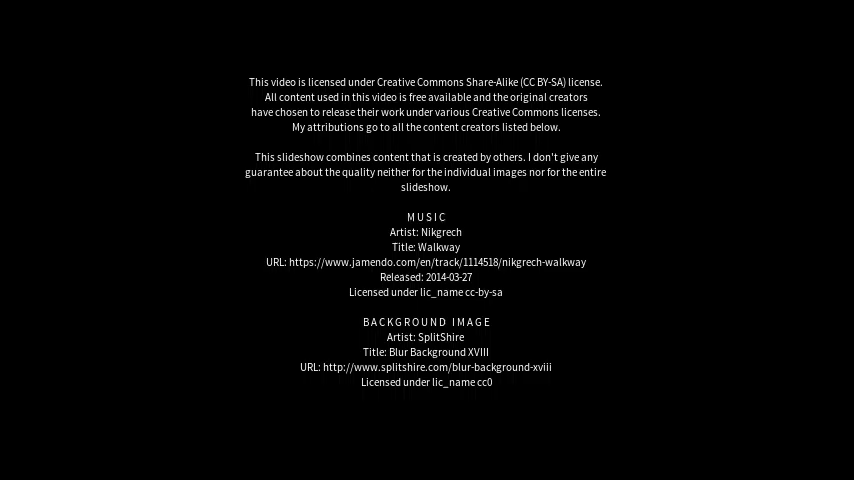 This video is licensed under Creative Commons Share-Alike (CC BY-SA) license.
All content used in this video is free available and the original creators
have chosen to release their work under various Creative Commons licenses.
My attributions go to all the content creators listed below.
This slideshow combines content that is created by others. I don't give any
guarantee about the quality neither for the individual images nor for the entire
slideshow.
MUSIC
Artist: Nikgrech
Title: Walkway
URL: https://www.jamendo.com/en/track/1114518/nikgrech-walkway
Released: 2014-03-27
Licensed under lic_name cc-by-sa
BACKGROUND IMAGE
Artist: SplitShire
Title: Blur Background XVIII
URL: http://www.splitshire.com/blur-background-xviii
Licensed under lic_name cc0